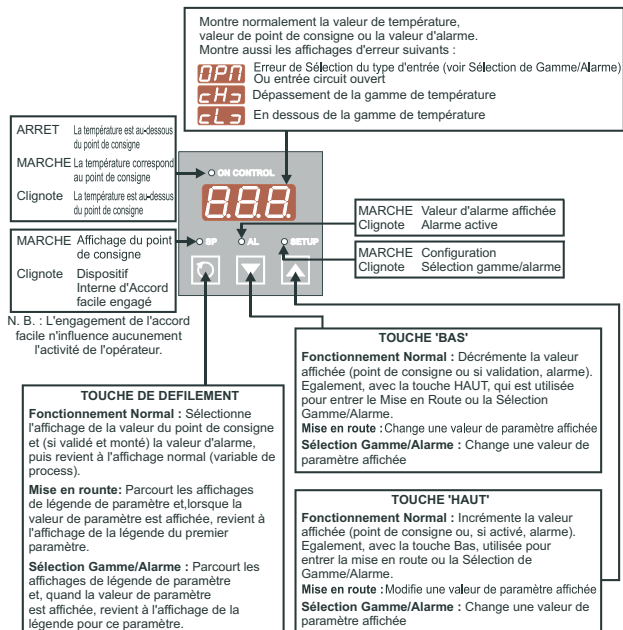 Montre normalement la valeur de température,
valeur de point de consigne ou la valeur d'alarme.
Montre aussi les affichages d'erreur suivants :
OPN Erreur de Sélection du type d'entrée (voir Sélection de Gamme/Alarme)
Ou entrée circuit ouvert
cH Dépassement de la gamme de température
cL En dessous de la gamme de température
ARRET La température est au-dessous
du point de consigne
MARCHE La température correspond
au point de consigne
Clignote La température est au-dessus
du point de consigne
ON CONTROL
8.8.8.
SP AL SETUP
MARCHE Valeur d'alarme affichée
Clignote Alarme active
MARCHE Configuration
Clignote Sélection gamme/alarme
MARCHE Affichage du point
de consigne
Clignote Dispositif
Interne d'Accord
facile engagé
N. B. : L'engagement de l'accord
facile n'influence aucunement
l'activité de l'opérateur.
TOUCHE 'BAS'
Fonctionnement Normal : Décrémente la valeur
affichée (point de consigne ou si validation, alarme).
Egalement, avec la touche HAUT, qui est utilisée
pour entrer le Mise en Route ou la Sélection
Gamme/Alarme.
Mise en route : Change une valeur de paramètre affichée
Sélection Gamme/Alarme : Change une valeur de
paramètre affichée
TOUCHE DE DEFILEMENT
Fonctionnement Normal : Sélectionne
l'affichage de la valeur du point de consigne
et (si validé et monté) la valeur d'alarme,
puis revient à l'affichage normal (variable de
process).
Mise en rounte: Parcourt les affichages
de légende de paramètre et,lorsque la
valeur de paramètre est affichée, revient à
l'affichage de la légende du premier
paramètre.
Sélection Gamme/Alarme : Parcourt les
affichages de légende de paramètre
et, quand la valeur de paramètre
est affichée, revient à l'affichage de la
légende pour ce paramètre.
TOUCHE 'HAUT'
Fonctionnement Normal : Incrémente la valeur
affichée (point de consigne ou, si activé, alarme).
Egalement, avec la touche Bas, utilisée pour
entrer la mise en route ou la Sélection de
Gamme/Alarme.
Mise en route : Modifie une valeur de paramètre affichée
Sélection Gamme/Alarme : Change une valeur de
paramètre affichée